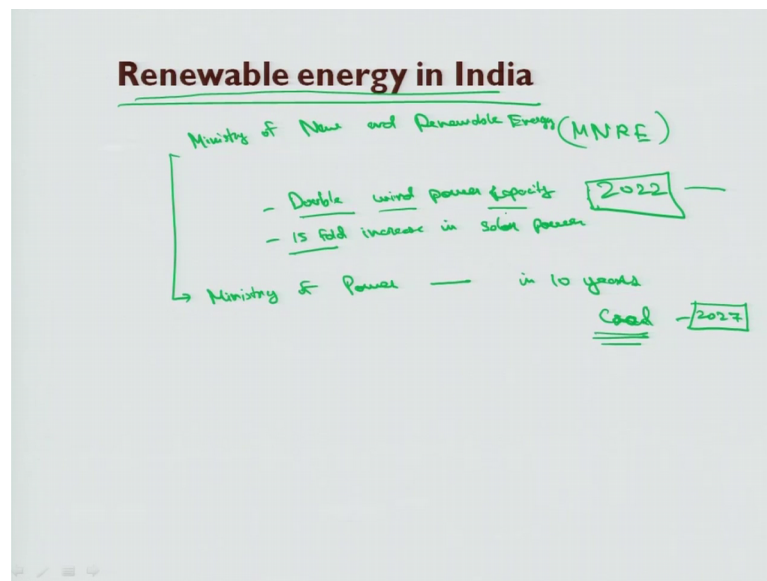 Renewable energy in India
Ministry of New and Renewable Energy (MNRE)
- Double wind power capacity 2022 —
- 15 fold increase in solar power
→ Ministry of Power — in 10 years
Coal - 2027